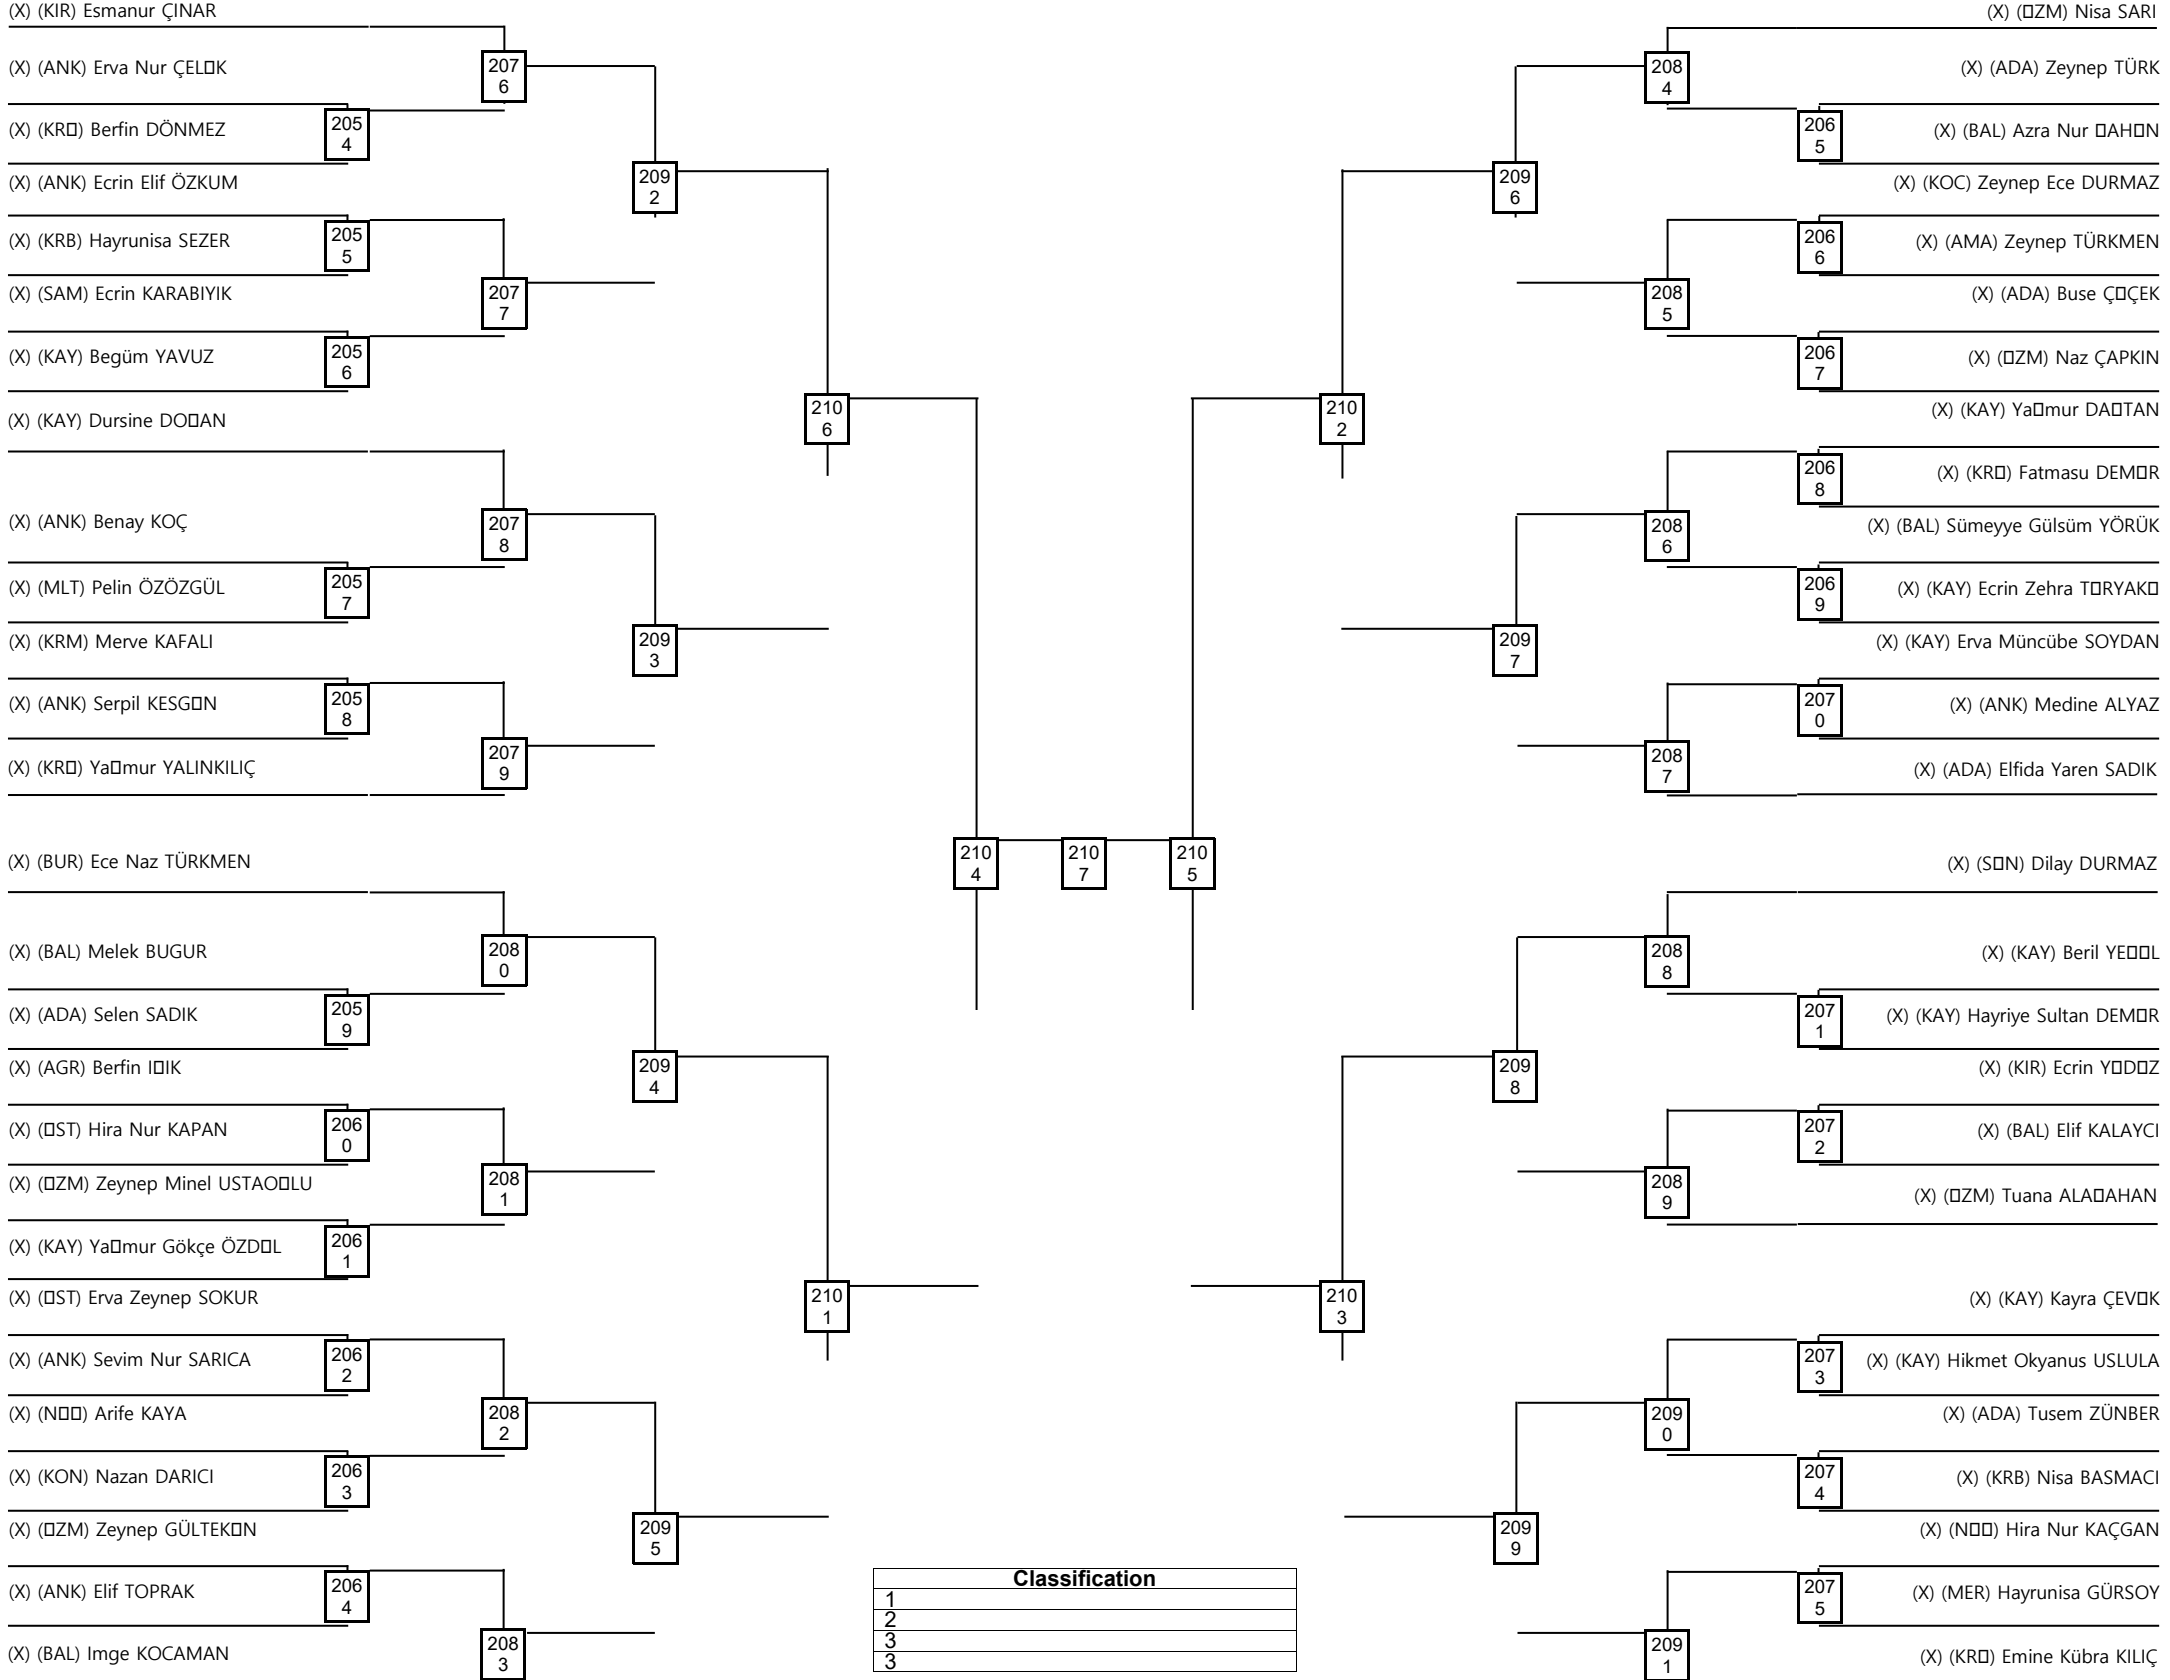 (X) (KIR) Esmanur ÇINAR
(X) (ANK) Erva Nur ÇEL□K
(X) (KR□) Berfin DÖNMEZ
(X) (ANK) Ecrin Elif ÖZKUM
(X) (KRB) Hayrunisa SEZER
(X) (SAM) Ecrin KARABIYIK
(X) (KAY) Begüm YAVUZ
(X) (KAY) Dursine DO□AN
(X) (ANK) Benay KOÇ
(X) (MLT) Pelin ÖZÖZGÜL
(X) (KRM) Merve KAFALI
(X) (ANK) Serpil KESG□N
(X) (KR□) Ya□mur YALINKILIÇ
(X) (BUR) Ece Naz TÜRKMEN
(X) (BAL) Melek BUGUR
(X) (ADA) Selen SADIK
(X) (AGR) Berfin I□IK
(X) (□ST) Hira Nur KAPAN
(X) (□ZM) Zeynep Minel USTAO□LU
(X) (KAY) Ya□mur Gökçe ÖZD□L
(X) (□ST) Erva Zeynep SOKUR
(X) (ANK) Sevim Nur SARICA
(X) (N□□) Arife KAYA
(X) (KON) Nazan DARICI
(X) (□ZM) Zeynep GÜLTEK□N
(X) (ANK) Elif TOPRAK
(X) (BAL) Imge KOCAMAN
205
4
205
5
205
6
205
7
205
8
205
9
206
0
206
1
206
2
206
3
206
4
207
6
207
7
207
8
207
9
208
0
208
1
208
2
208
3
209
2
209
3
209
4
209
5
210
6
210
1
210
4
210
7
210
5
210
2
210
3
209
6
209
7
209
8
209
9
208
4
208
5
208
6
208
7
208
8
208
9
209
0
209
1
206
5
206
6
206
7
206
8
206
9
207
0
207
1
207
2
207
3
207
4
207
5
(X) (□ZM) Nisa SARI
(X) (ADA) Zeynep TÜRK
(X) (BAL) Azra Nur □AH□N
(X) (KOC) Zeynep Ece DURMAZ
(X) (AMA) Zeynep TÜRKMEN
(X) (ADA) Buse Ç□ÇEK
(X) (□ZM) Naz ÇAPKIN
(X) (KAY) Ya□mur DA□TAN
(X) (KR□) Fatmasu DEM□R
(X) (BAL) Sümeyye Gülsüm YÖRÜK
(X) (KAY) Ecrin Zehra T□RYAK□
(X) (KAY) Erva Müncübe SOYDAN
(X) (ANK) Medine ALYAZ
(X) (ADA) Elfida Yaren SADIK
(X) (S□N) Dilay DURMAZ
(X) (KAY) Beril YE□□L
(X) (KAY) Hayriye Sultan DEM□R
(X) (KIR) Ecrin Y□D□Z
(X) (BAL) Elif KALAYCI
(X) (□ZM) Tuana ALA□AHAN
(X) (KAY) Kayra ÇEV□K
(X) (KAY) Hikmet Okyanus USLULA
(X) (ADA) Tusem ZÜNBER
(X) (KRB) Nisa BASMACI
(X) (N□□) Hira Nur KAÇGAN
(X) (MER) Hayrunisa GÜRSOY
(X) (KR□) Emine Kübra KILIÇ
Classification
1
2
3
3